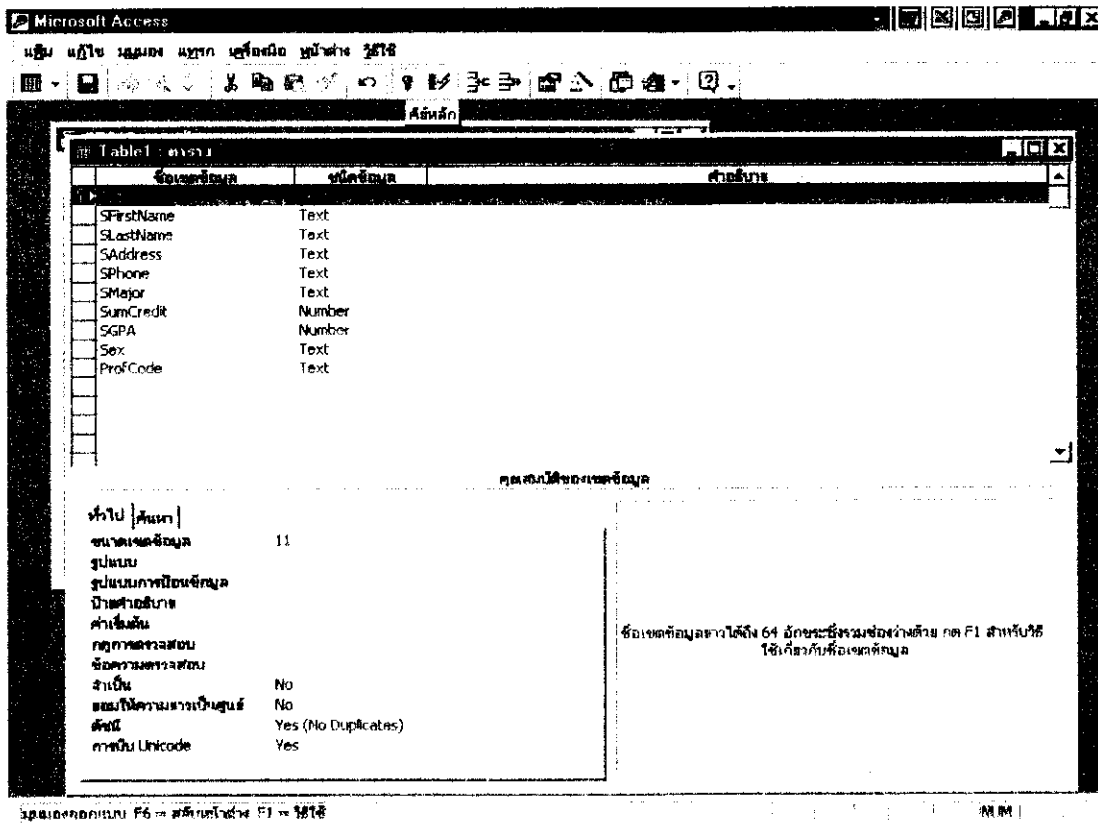 Microsoft Access
แฟ้ม แก้ไข มุมมอง แทรก เครื่องมือ หน้าต่าง วิธีใช้
คีย์หลัก
Table1 : ตาราง
ชื่อเขตข้อมูล ชนิดข้อมูล คำอธิบาย
SFirstName Text
SLastName Text
SAddress Text
SPhone Text
SMajor Text
SumCredit Number
SGPA Number
Sex Text
ProfCode Text
คุณสมบัติของเขตข้อมูล
ทั่วไป ค้นหา
ขนาดเขตข้อมูล 11
รูปแบบ
รูปแบบการป้อนข้อมูล
ป้ายคำอธิบาย
ค่าเริ่มต้น
กฎการตรวจสอบ
ข้อความตรวจสอบ
จำเป็น No
ยอมให้ความยาวเป็นศูนย์ No
ดัชนี Yes (No Duplicates)
การบีบ Unicode Yes
ชื่อเขตข้อมูลยาวได้ถึง 64 อักขระซึ่งรวมช่องว่างด้วย กด F1 สำหรับวิธี
ใช้เกี่ยวกับชื่อเขตข้อมูล
มุมมองออกแบบ F6 = สลับหน้าต่าง F1 = วิธีใช้
NUM